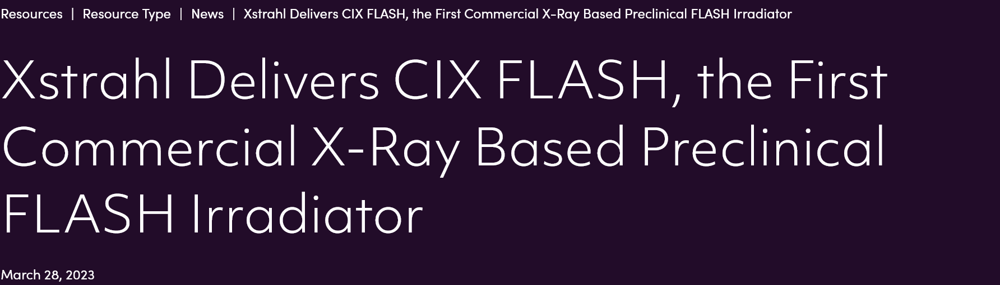 Resources | Resource Type | News | Xstrahl Delivers CIX FLASH, the First Commercial X-Ray Based Preclinical FLASH Irradiator
Xstrahl Delivers CIX FLASH, the First
Commercial X-Ray Based Preclinical
FLASH Irradiator
March 28, 2023